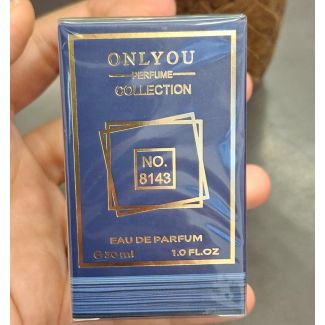 ONLYOU
PERFUME
COLLECTION
NO.
8143
EAU DE PARFUM
30 ml 1.0 FL.OZ